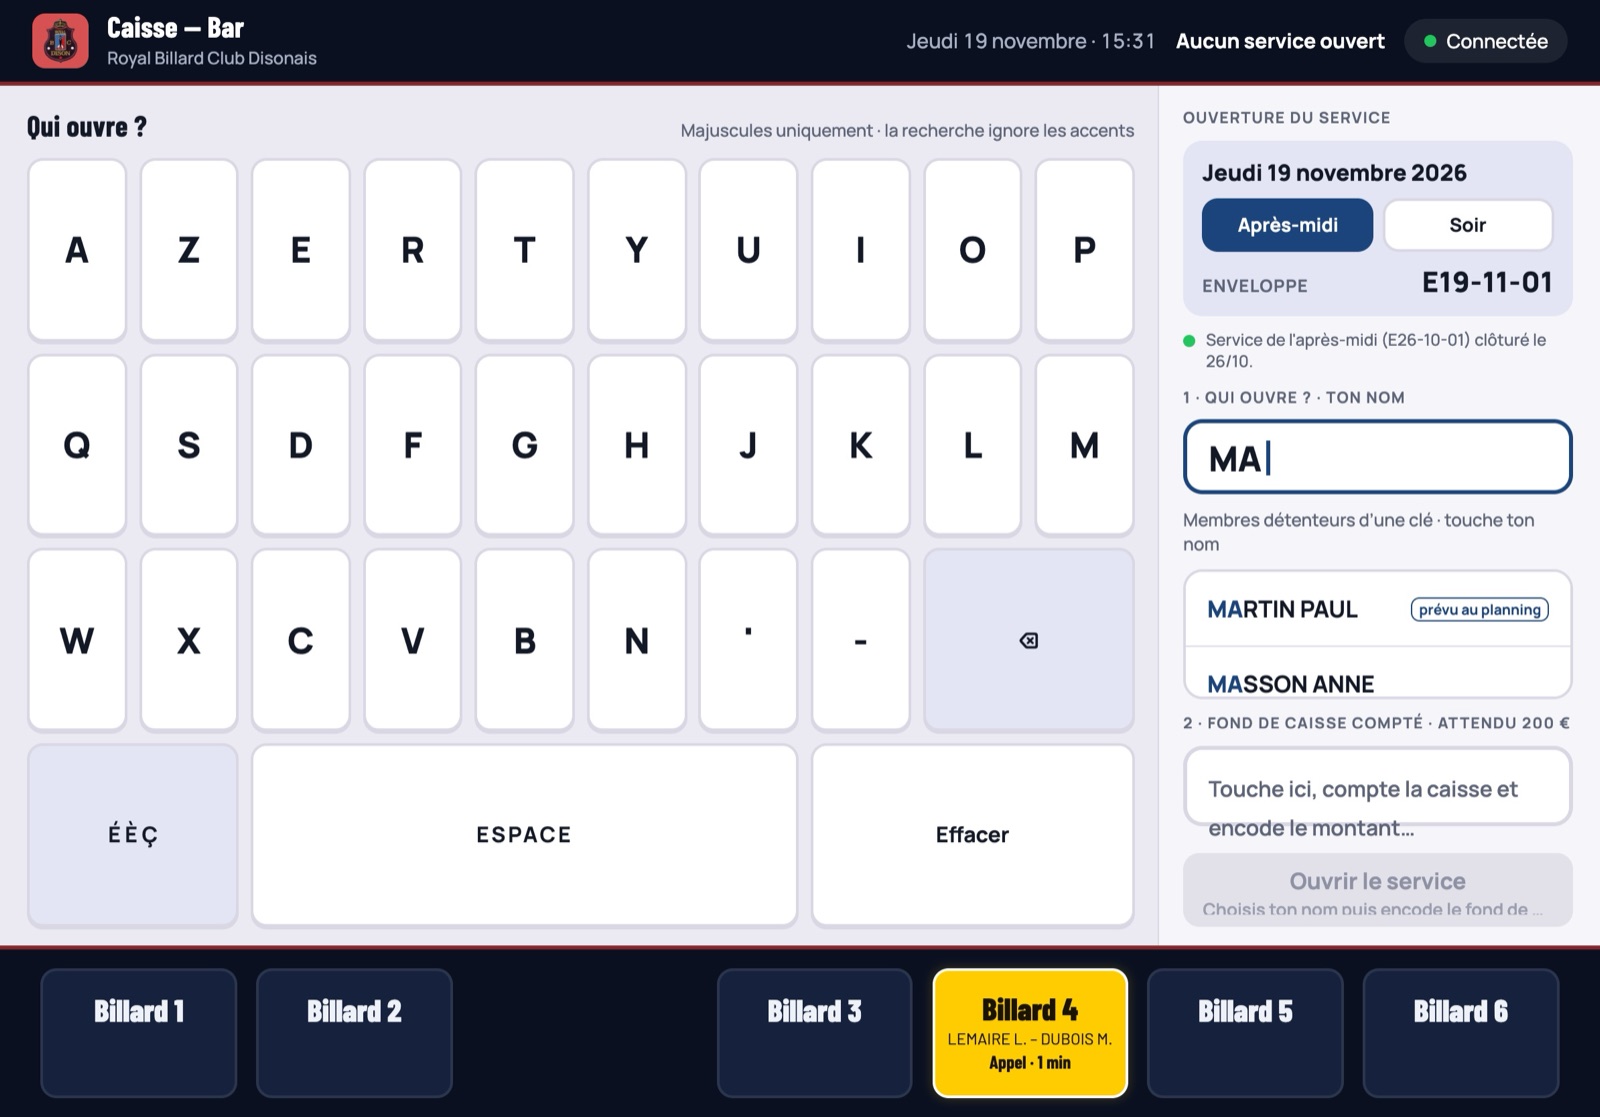 Caisse – Bar
Royal Billard Club Disonais
Jeudi 19 novembre · 15:31
Aucun service ouvert
Connectée
Qui ouvre ?
Majuscules uniquement · la recherche ignore les accents
A Z E R T Y U I O P
Q S D F G H J K L M
W X C V B N ' -
ÉÈÇ
ESPACE
Effacer
OUVERTURE DU SERVICE
Jeudi 19 novembre 2026
Après-midi
Soir
ENVELOPPE
E19-11-01
Service de l'après-midi (E26-10-01) clôturé le
26/10.
1 · QUI OUVRE ? · TON NOM
MA
Membres détenteurs d’une clé · touche ton
nom
MARTIN PAUL
prévu au planning
MASSON ANNE
2 · FOND DE CAISSE COMPTÉ · ATTENDU 200 €
Touche ici, compte la caisse et
encode le montant…
Ouvrir le service
Choisis ton nom puis encode le fond de …
Billard 1
Billard 2
Billard 3
Billard 4
LEMAIRE L. – DUBOIS M.
Appel · 1 min
Billard 5
Billard 6